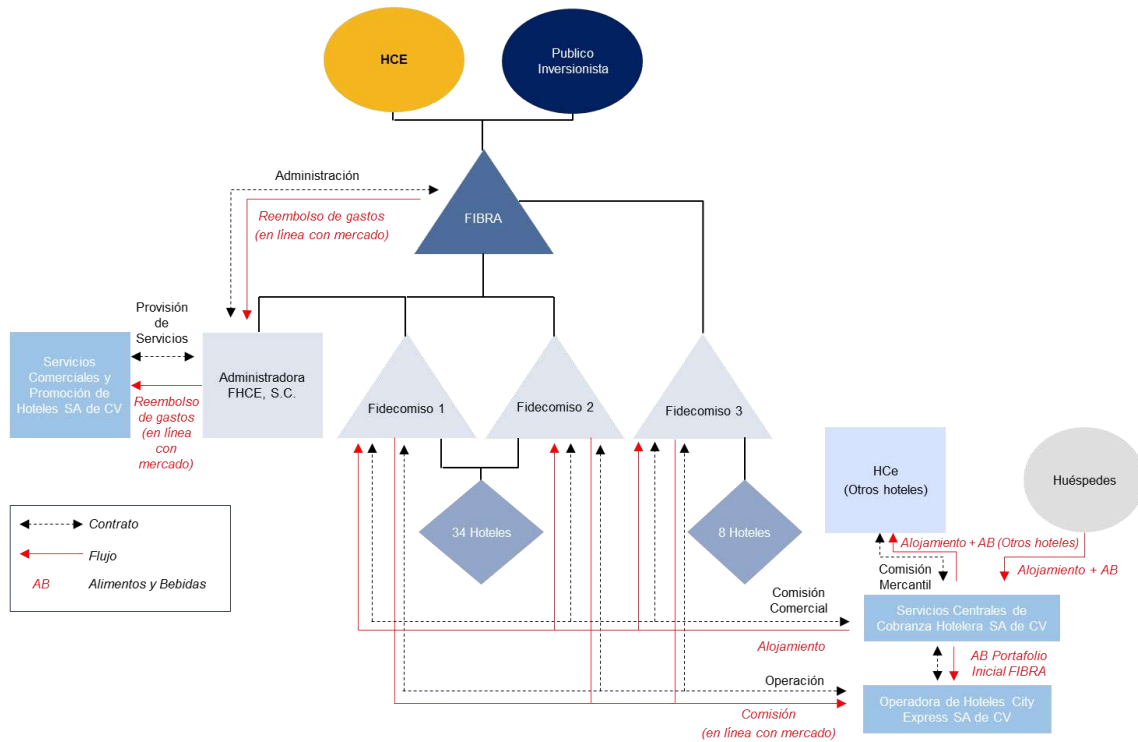 HCE
Publico
Inversionista
Administración
Reembolso de gastos
(en línea con mercado)
FIBRA
Provisión
de
Servicios
Servicios
Comerciales y
Promoción de
Hoteles SA de CV
Reembolso
de gastos
(en línea
con
mercado)
Administradora
FHCE, S.C.
Fidecomiso 1
Fidecomiso 2
Fidecomiso 3
34 Hoteles
8 Hoteles
HCe
(Otros hoteles)
Huéspedes
Contrato
Flujo
AB
Alimentos y Bebidas
Alojamiento + AB (Otros hoteles)
Comisión
Mercantil
Alojamiento + AB
Comisión
Comercial
Servicios Centrales de
Cobranza Hotelera SA de CV
Alojamiento
AB Portafolio
Inicial FIBRA
Operación
Operadora de Hoteles City
Express SA de CV
Comisión
(en línea con mercado)